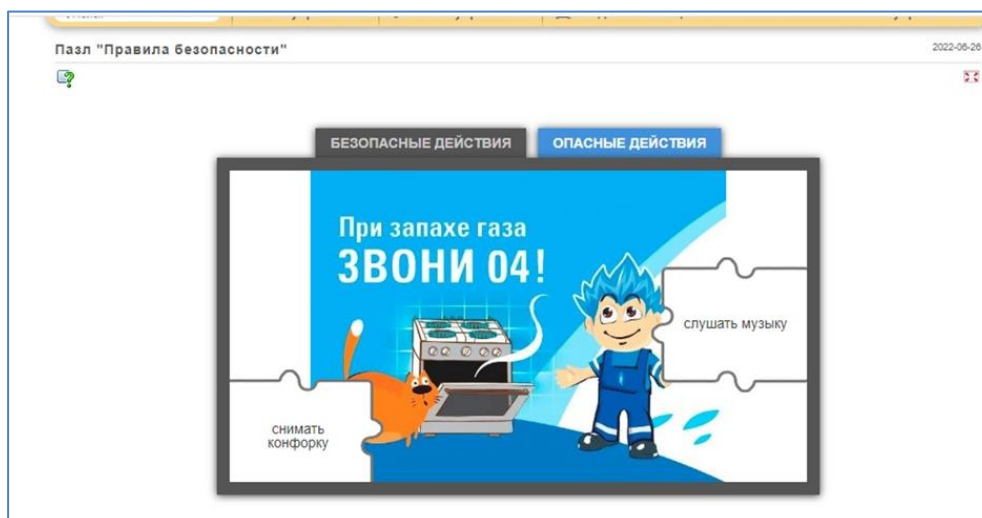 Пазл "Правила безопасности"
2022-06-26
БЕЗОПАСНЫЕ ДЕЙСТВИЯ
ОПАСНЫЕ ДЕЙСТВИЯ
При запахе газа
ЗВОНИ 04!
слушать музыку
снимать
конфорку